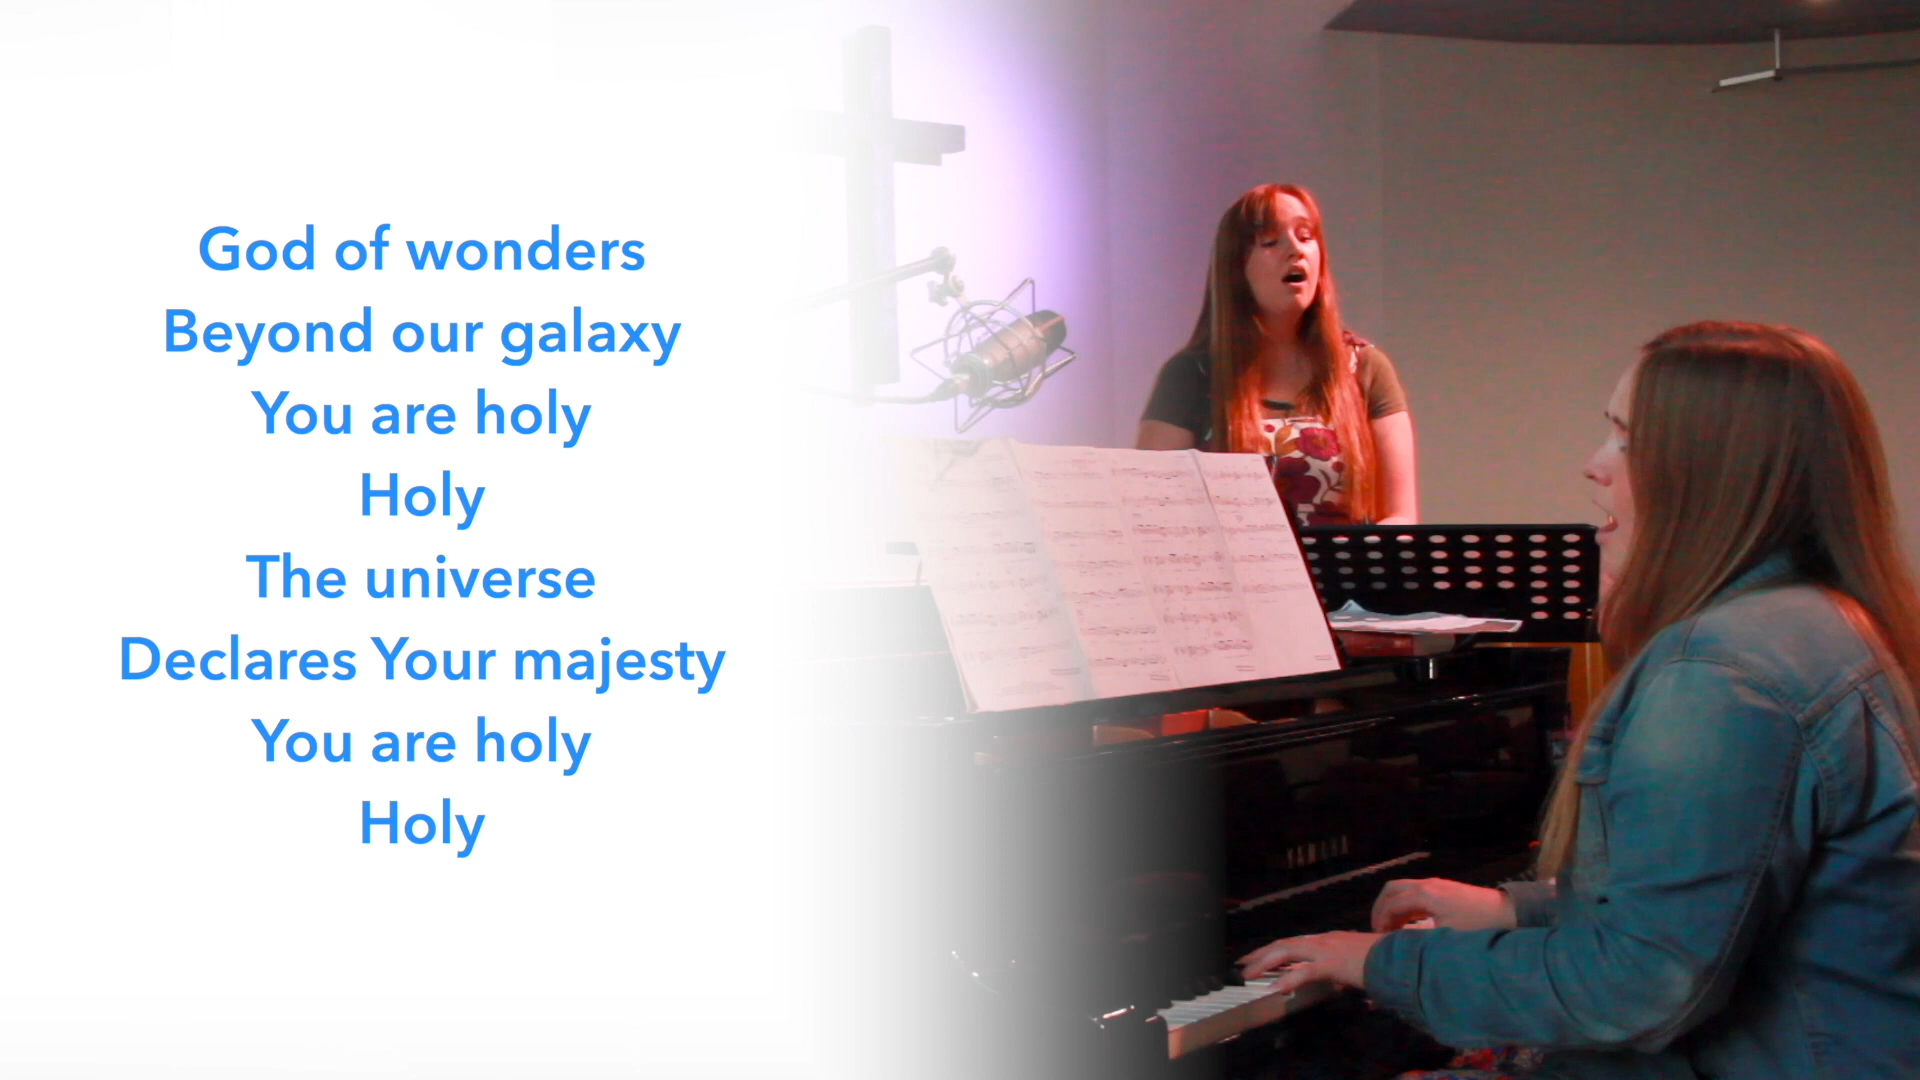 God of wonders
Beyond our galaxy
You are holy
Holy
The universe
Declares Your majesty
You are holy
Holy
YAMAHA